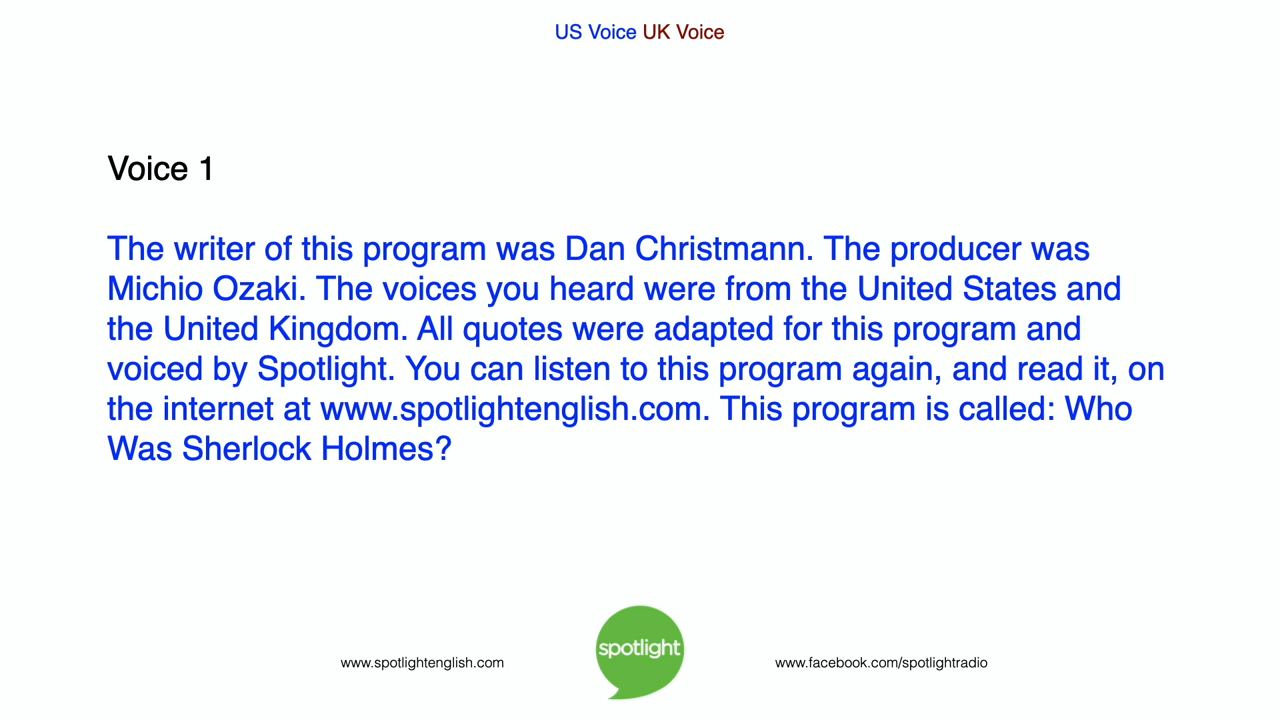 US Voice UK Voice
Voice 1
The writer of this program was Dan Christmann. The producer was
Michio Ozaki. The voices you heard were from the United States and
the United Kingdom. All quotes were adapted for this program and
voiced by Spotlight. You can listen to this program again, and read it, on
the internet at www.spotlightenglish.com. This program is called: Who
Was Sherlock Holmes?
www.spotlightenglish.com
spotlight
www.facebook.com/spotlightradio